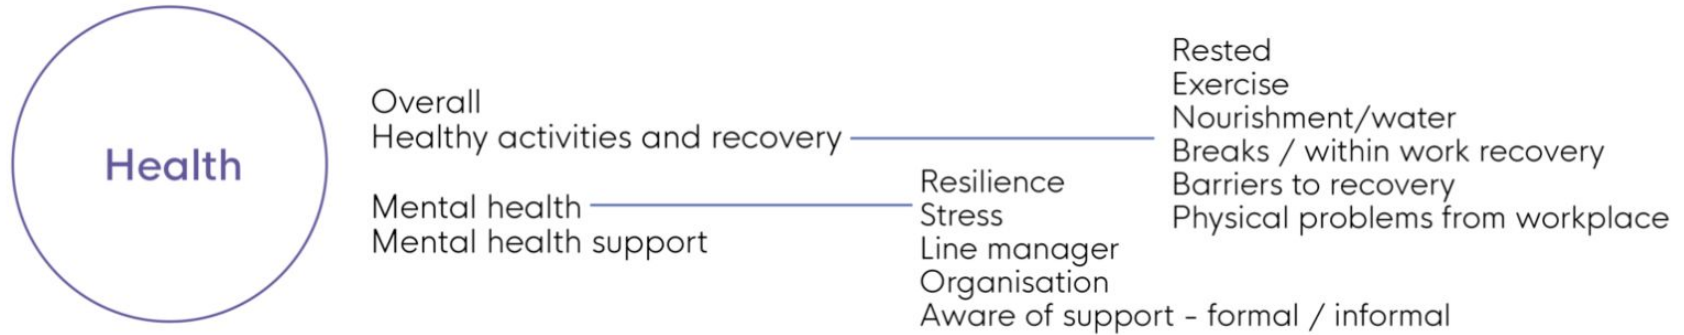 Health
Overall
Healthy activities and recovery
Mental health
Mental health support
Rested
Exercise
Nourishment/water
Breaks / within work recovery
Barriers to recovery
Physical problems from workplace
Resilience
Stress
Line manager
Organisation
Aware of support - formal / informal